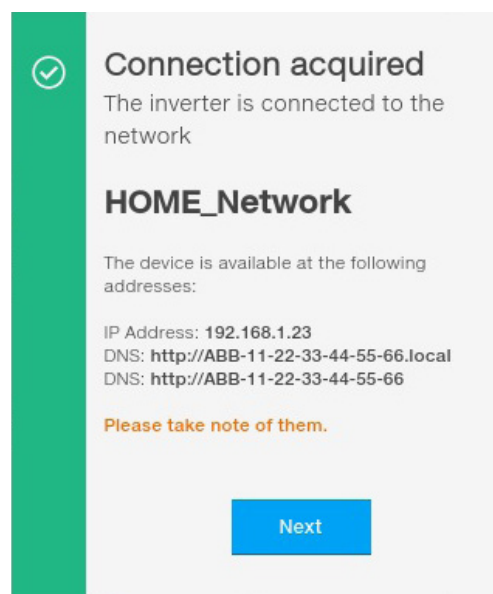 Connection acquired
The inverter is connected to the
network
HOME_Network
The device is available at the following
addresses:
IP Address: 192.168.1.23
DNS: http://ABB-11-22-33-44-55-66.local
DNS: http://ABB-11-22-33-44-55-66
Please take note of them.
Next